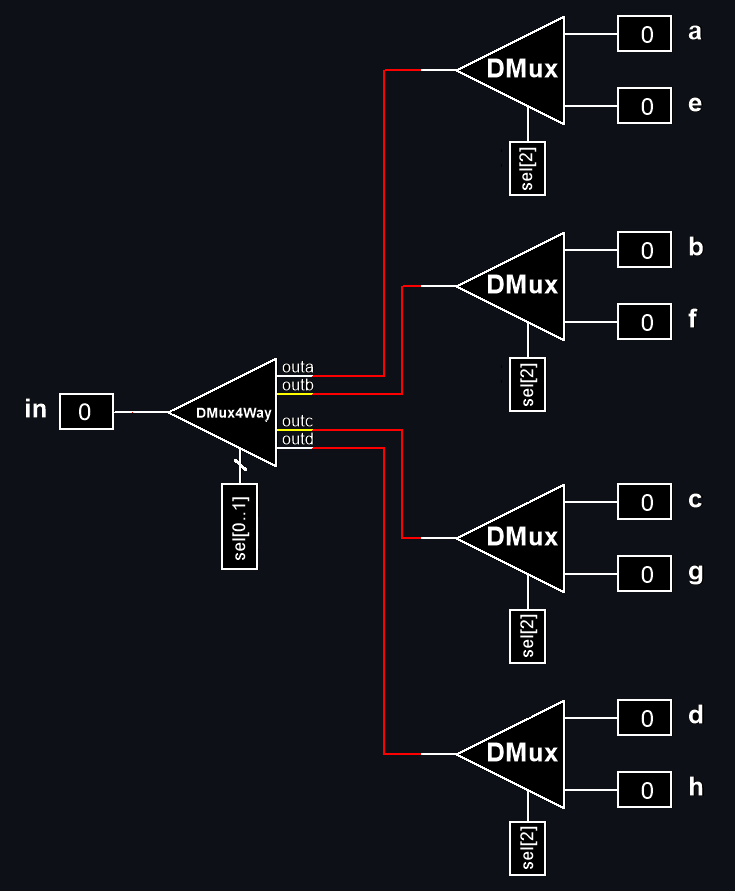 0
a
DMux
0
e
sel[2]
0
b
DMux
0
f
sel[2]
outa
outb
in
0
DMux4Way
outc
outd
sel[0..1]
0
c
DMux
0
g
sel[2]
0
d
DMux
0
h
sel[2]